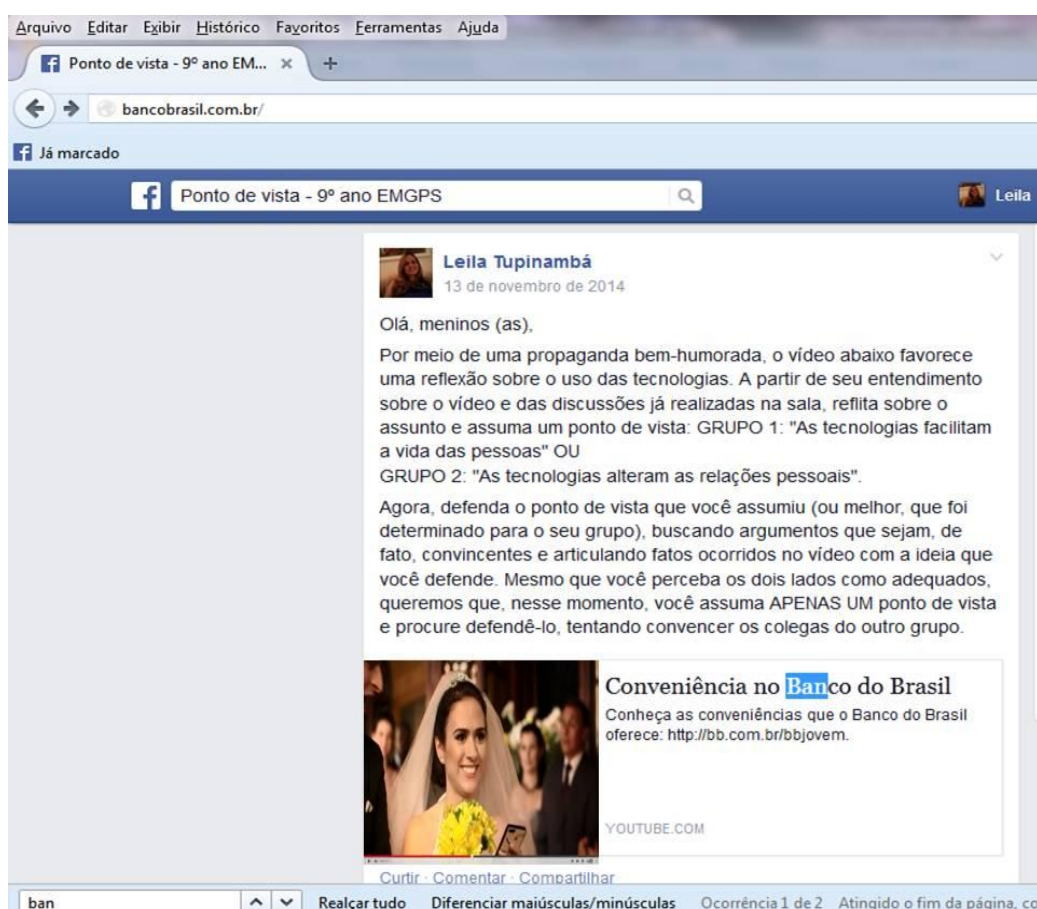 Arquivo Editar Exibir Histórico Favoritos Ferramentas Ajuda
Ponto de vista - 9º ano EM... × +
bancobrasil.com.br/
Já marcado
Ponto de vista - 9º ano EMGPS
Leila
Leila Tupinambá
13 de novembro de 2014
Olá, meninos (as),
Por meio de uma propaganda bem-humorada, o vídeo abaixo favorece
uma reflexão sobre o uso das tecnologias. A partir de seu entendimento
sobre o vídeo e das discussões já realizadas na sala, reflita sobre o
assunto e assuma um ponto de vista: GRUPO 1: "As tecnologias facilitam
a vida das pessoas" OU
GRUPO 2: "As tecnologias alteram as relações pessoais".
Agora, defenda o ponto de vista que você assumiu (ou melhor, que foi
determinado para o seu grupo), buscando argumentos que sejam, de
fato, convincentes e articulando fatos ocorridos no vídeo com a ideia que
você defende. Mesmo que você perceba os dois lados como adequados,
queremos que, nesse momento, você assuma APENAS UM ponto de vista
e procure defendê-lo, tentando convencer os colegas do outro grupo.
Conveniência no Banco do Brasil
Conheça as conveniências que o Banco do Brasil
oferece: http://bb.com.br/bbjovem.
YOUTUBE.COM
Curtir · Comentar · Compartilhar
ban Realçar tudo Diferenciar maiúsculas/minúsculas Ocorrência 1 de 2 Atingido o fim da página, co